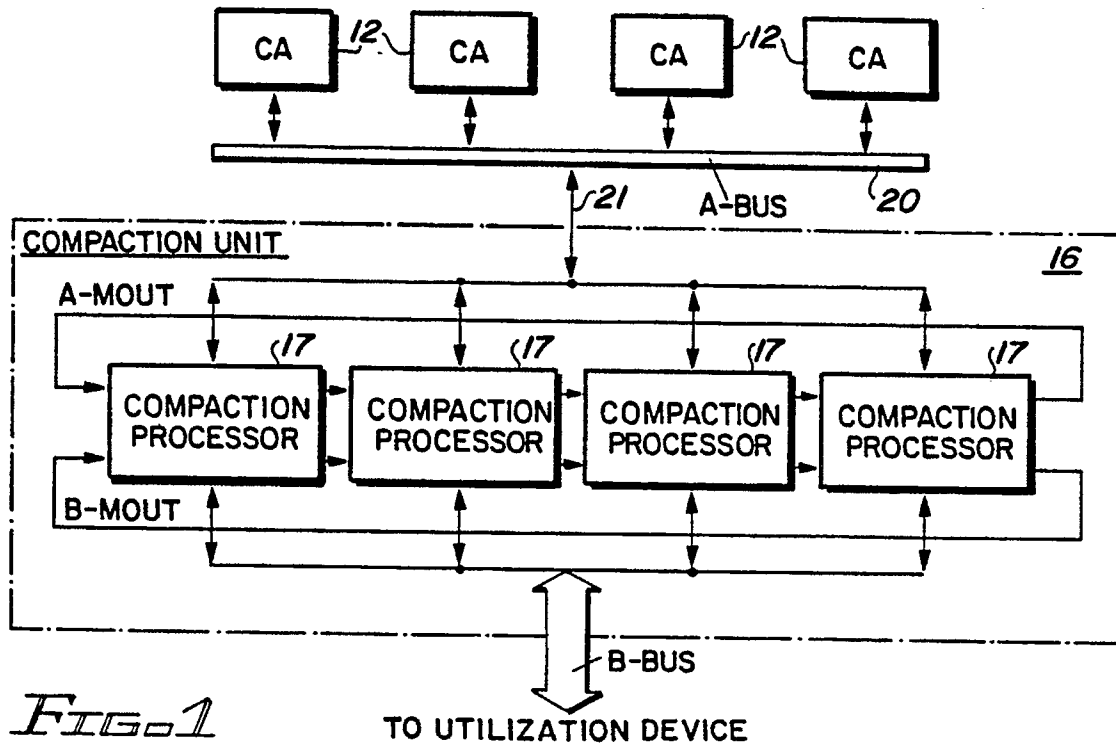 CA 12 CA CA 12 CA
21 A-BUS 20
COMPACTION UNIT 16
A-MOUT
17 17 17 17
COMPACTION PROCESSOR
COMPACTION PROCESSOR
COMPACTION PROCESSOR
COMPACTION PROCESSOR
B-MOUT
B-BUS
FIG. 1 TO UTILIZATION DEVICE